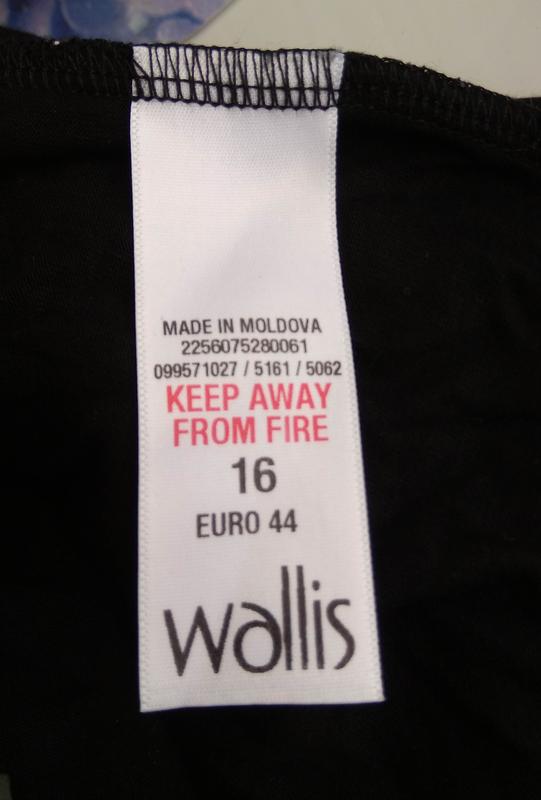 MADE IN MOLDOVA
2256075280061
099571027 / 5161 / 5062
KEEP AWAY
FROM FIRE
16
EURO 44
wallis